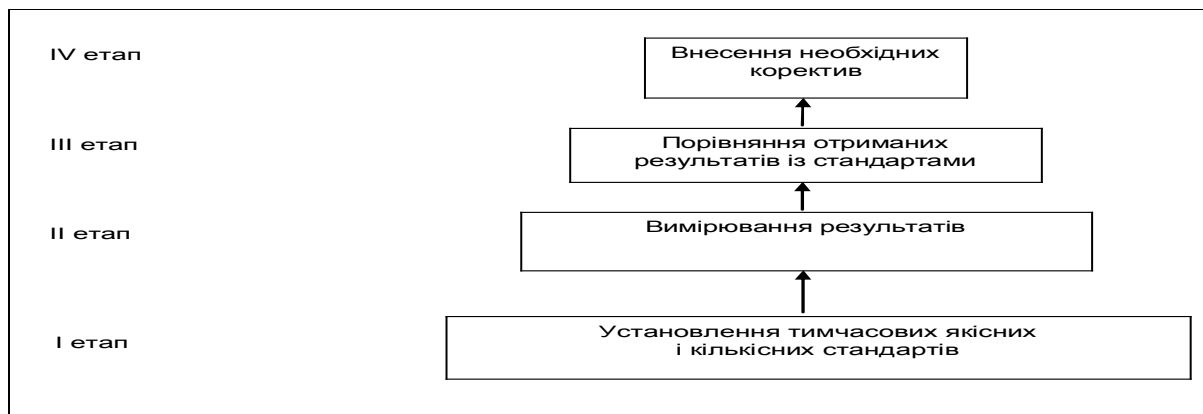 IV етап
Внесення необхідних
коректив
III етап
Порівняння отриманих
результатів із стандартами
II етап
Вимірювання результатів
I етап
Установлення тимчасових якісних
і кількісних стандартів